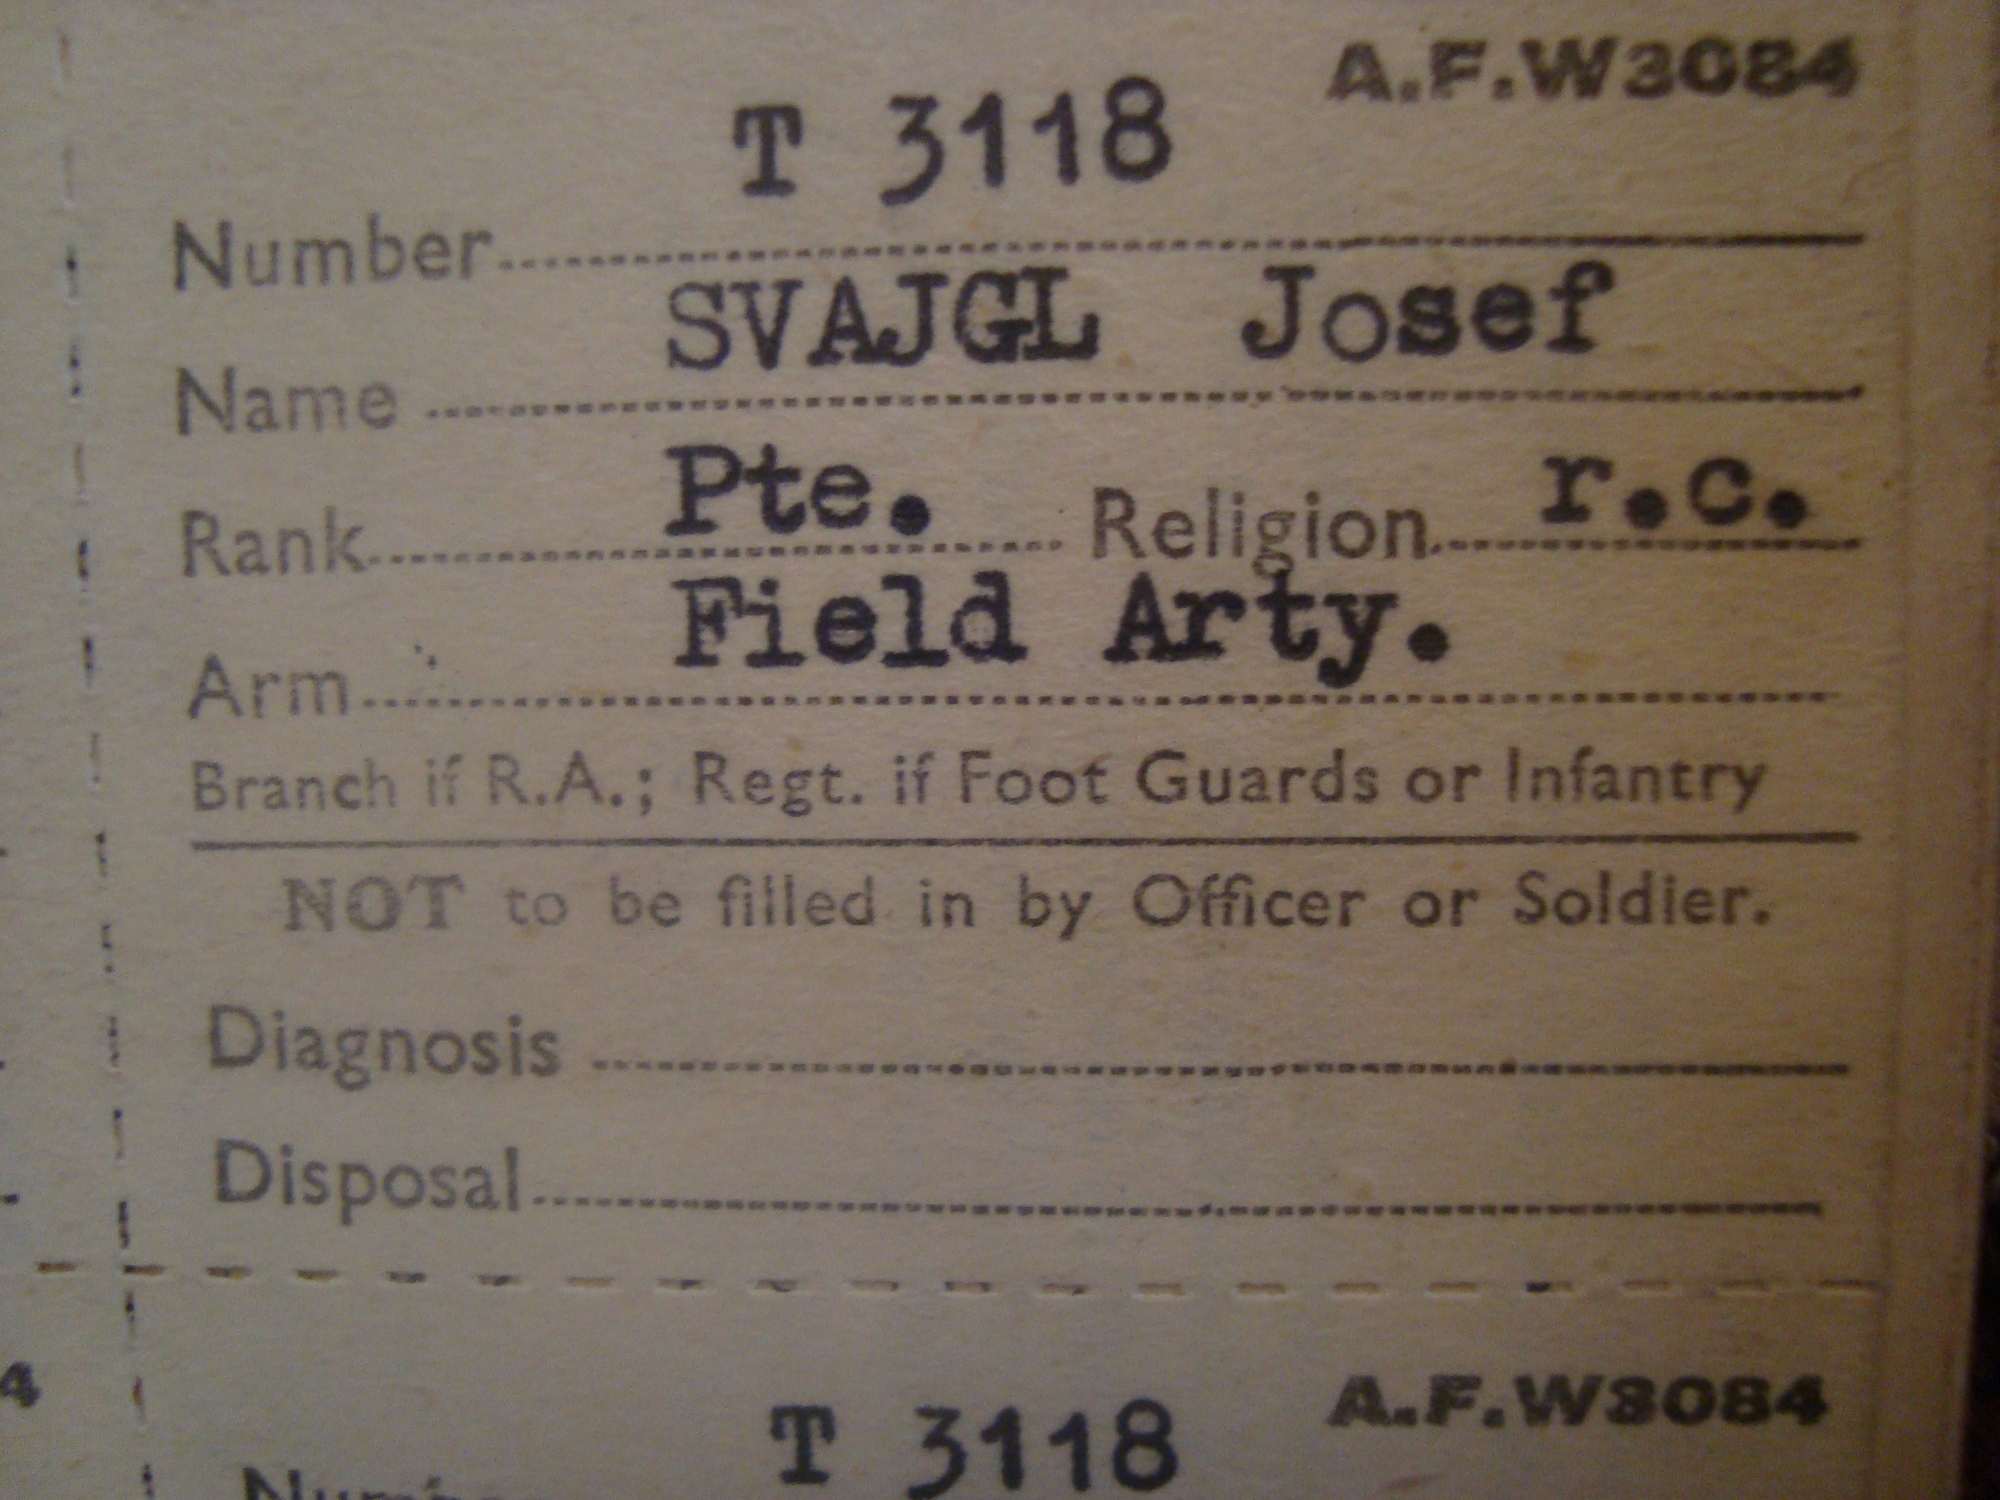 A.F.W3084
T 3118
Number
SVAJGL Josef
Name
Pte. r.c.
Rank Religion
Field Arty.
Arm
Branch if R.A.; Regt. if Foot Guards or Infantry
NOT to be filled in by Officer or Soldier.
Diagnosis
Disposal
4
A.F.W3084
T 3118